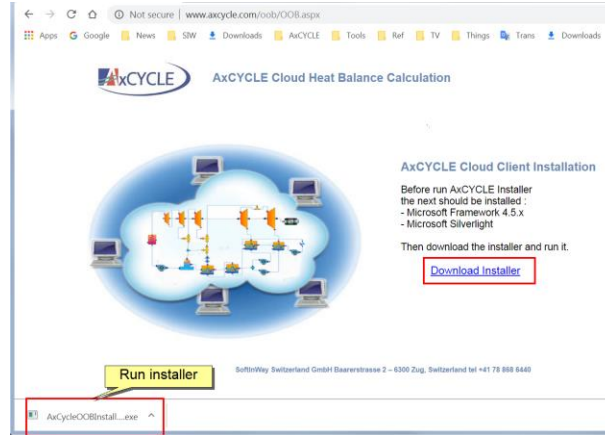 Not secure | www.axcycle.com/oob/OOB.aspx
Apps Google News SIW Downloads AxCYCLE Tools Ref TV Things Trans Downloads
AxCYCLE AxCYCLE Cloud Heat Balance Calculation
AxCYCLE Cloud Client Installation
Before run AxCYCLE Installer
the next should be installed :
- Microsoft Framework 4.5.x
- Microsoft Silverlight
Then download the installer and run it.
Download Installer
Run installer
SoftInWay Switzerland GmbH Baarerstrasse 2 – 6300 Zug, Switzerland tel +41 78 868 6440
AxCycleOOBInstall....exe